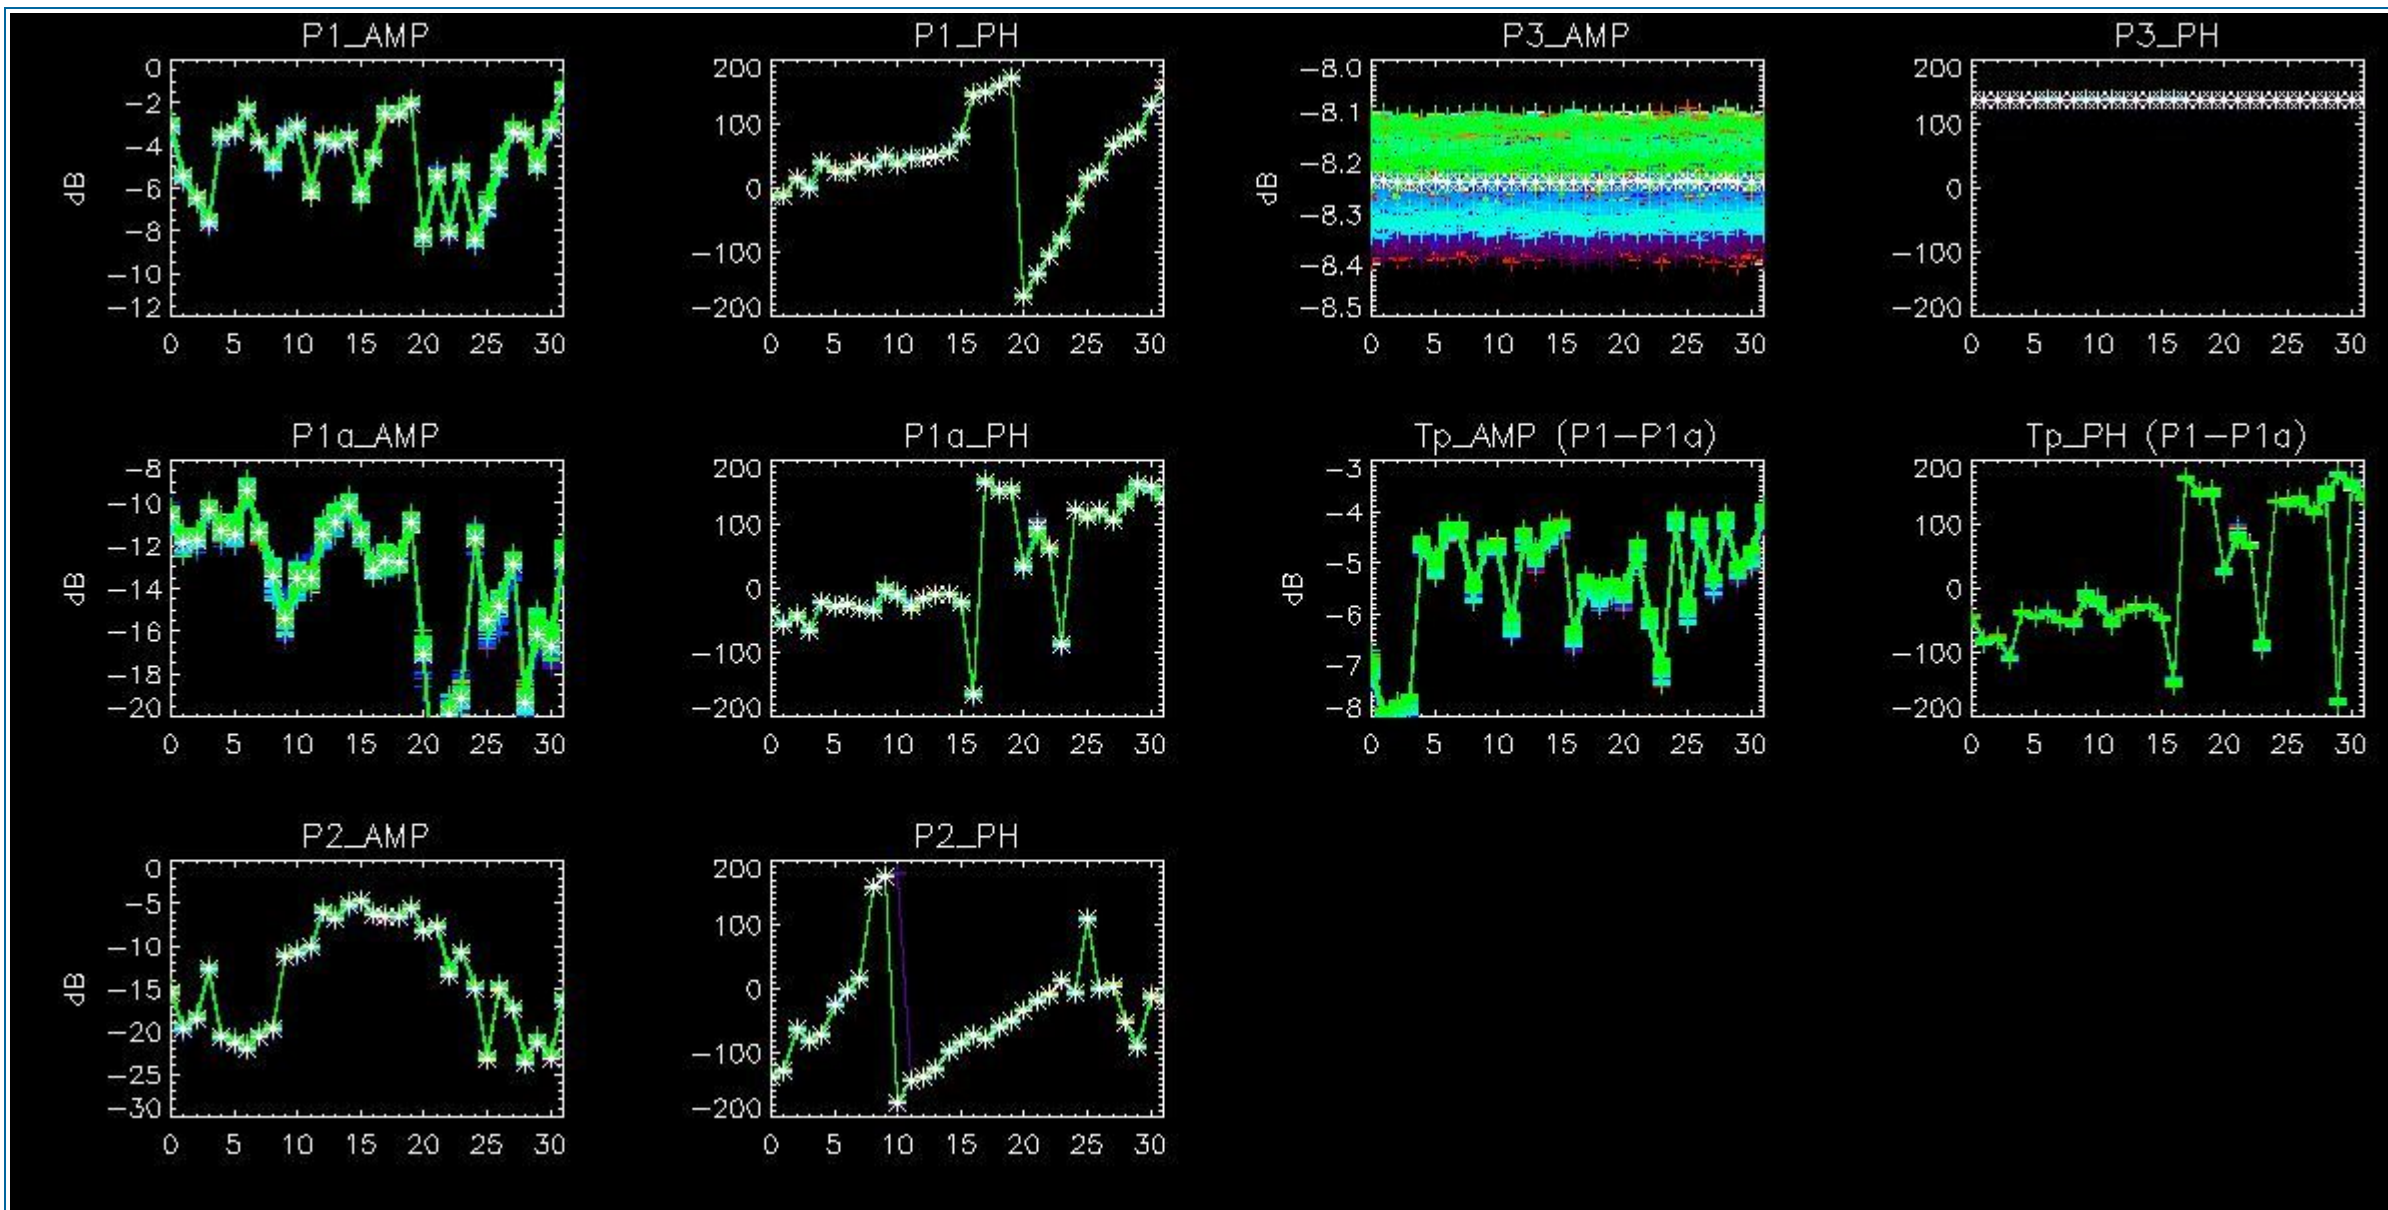 P1_AMP P1_PH P3_AMP P3_PH
0 200 -8.0 200
-2 100 -8.1 100
-4 0 -8.2 0
-6 -100 -8.3 -100
-8 -200 -8.4 -200
-10 -8.5
-12
dB dB
0 5 10 15 20 25 30 0 5 10 15 20 25 30 0 5 10 15 20 25 30 0 5 10 15 20 25 30
P1a_AMP P1a_PH Tp_AMP (P1-P1a) Tp_PH (P1-P1a)
-8 200 -3 200
-10 100 -4 100
-12 0 -5 0
-14 -100 -6 -100
-16 -200 -7 -200
-18 -8
-20
dB dB
0 5 10 15 20 25 30 0 5 10 15 20 25 30 0 5 10 15 20 25 30 0 5 10 15 20 25 30
P2_AMP P2_PH
0 200
-5 100
-10 0
-15 -100
-20 -200
-25
-30
dB
0 5 10 15 20 25 30 0 5 10 15 20 25 30